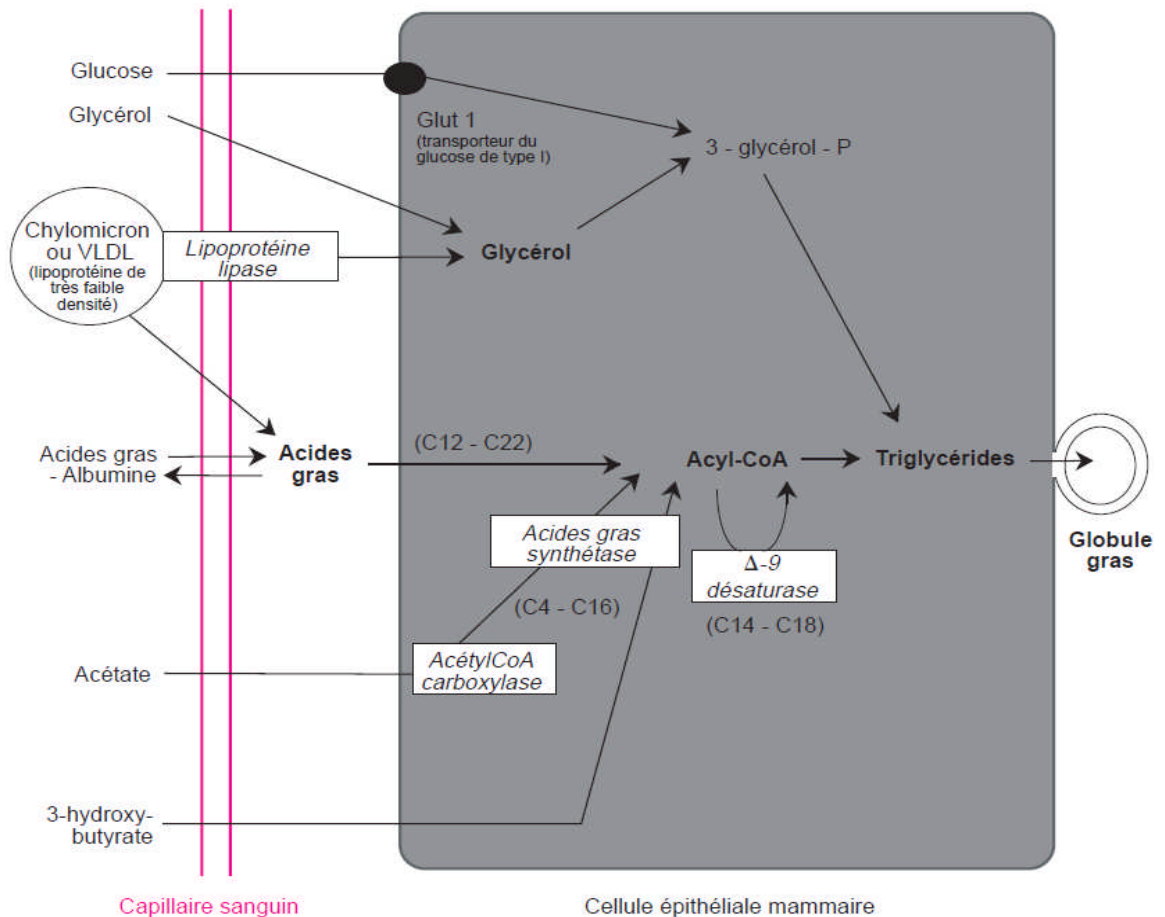 Glucose
Glycérol
Glut 1
(transporteur du
glucose de type I)
3 - glycérol - P
Chylomicron
ou VLDL
(lipoprotéine de
très faible
densité)
Lipoprotéine
lipase
Glycérol
Acides gras
- Albumine
Acides
gras
(C12 - C22)
Acyl-CoA
Triglycérides
Globule
gras
Acides gras
synthétase
Δ-9
désaturase
(C4 - C16)
(C14 - C18)
Acétate
AcétylCoA
carboxylase
3-hydroxy-
butyrate
Capillaire sanguin
Cellule épithéliale mammaire